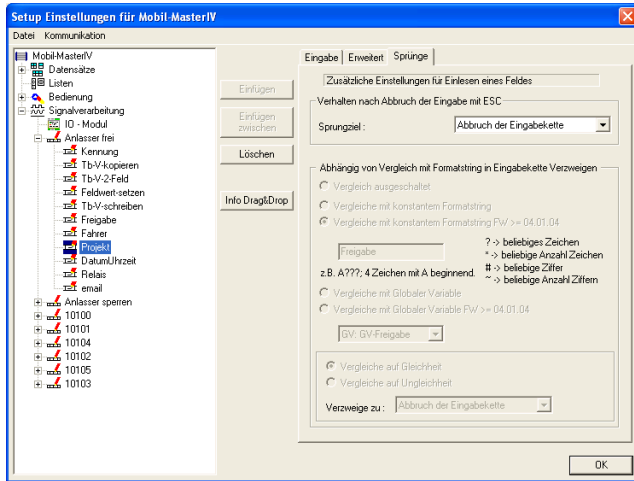 Setup Einstellungen für Mobil-MasterIV
Datei Kommunikation
Mobil-MasterIV
Datensätze
Listen
Bedienung
Signalverarbeitung
IO - Modul
Anlasser frei
Kennung
Tb-V-kopieren
Tb-V-2-Feld
Feldwert-setzen
Tb-V-schreiben
Freigabe
Fahrer
Projekt
DatumUhrzeit
Relais
email
Anlasser sperren
10100
10101
10104
10102
10105
10103
Einfügen
Einfügen
zwischen
Löschen
Info Drag&Drop
Eingabe Erweitert Sprünge
Zusätzliche Einstellungen für Einlesen eines Feldes
Verhalten nach Abbruch der Eingabe mit ESC
Sprungziel : Abbruch der Eingabekette
Abhängig von Vergleich mit Formatstring in Eingabekette Verzweigen
Vergleich ausgeschaltet
Vergleiche mit konstantem Formatstring
Vergleiche mit konstantem Formatstring FW >= 04.01.04
Freigabe
? -> beliebiges Zeichen
* -> beliebige Anzahl Zeichen
# -> beliebige Ziffer
~ -> beliebige Anzahl Ziffern
z.B. A???; 4 Zeichen mit A beginnend.
Vergleiche mit Globaler Variable
Vergleiche mit Globaler Variable FW >= 04.01.04
GV: GV-Freigabe
Vergleiche auf Gleichheit
Vergleiche auf Ungleichheit
Verzweige zu : Abbruch der Eingabekette
OK